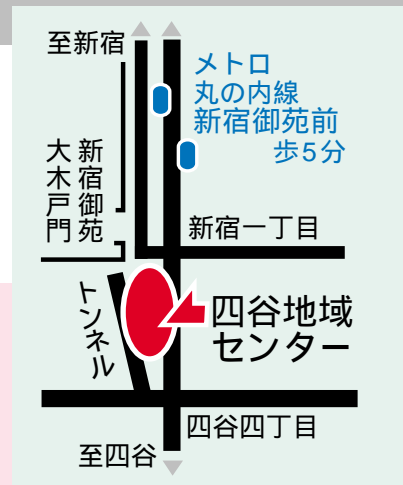 至新宿
メトロ
丸の内線
新宿御苑前
歩5分
新宿御苑
大木戸門
新宿一丁目
トンネル
四谷地域
センター
四谷四丁目
至四谷